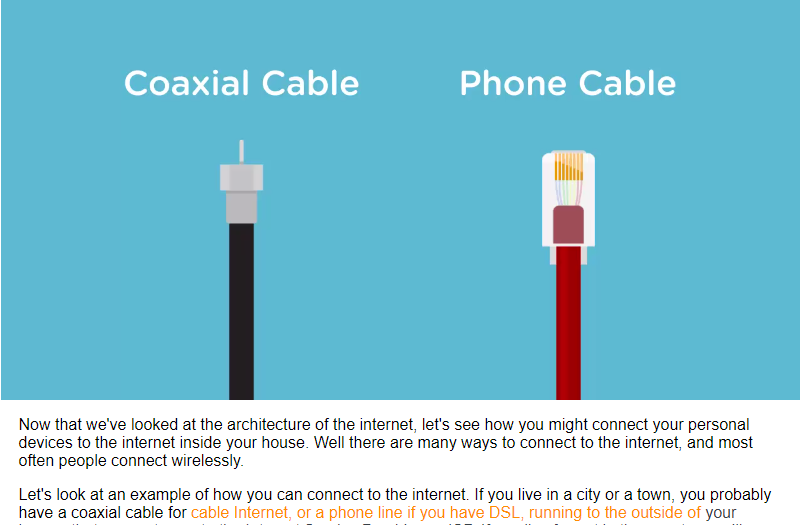 Coaxial Cable Phone Cable
Now that we've looked at the architecture of the internet, let's see how you might connect your personal
devices to the internet inside your house. Well there are many ways to connect to the internet, and most
often people connect wirelessly.
Let's look at an example of how you can connect to the internet. If you live in a city or a town, you probably
have a coaxial cable for cable Internet, or a phone line if you have DSL, running to the outside of your